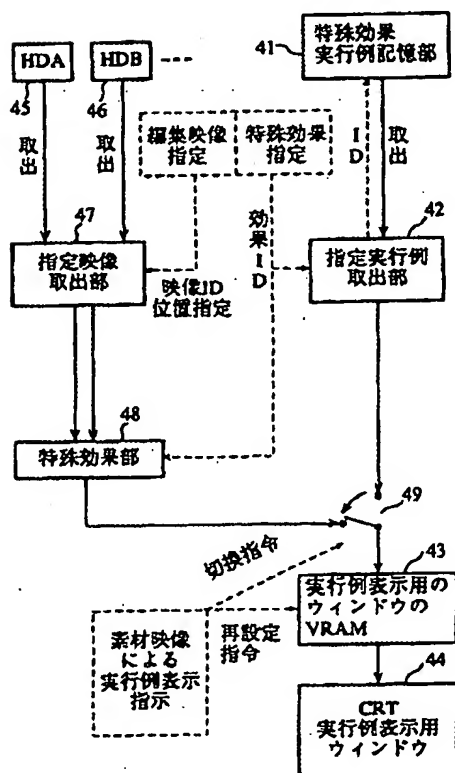 HDA
HDB
45
46
取出
取出
41
特殊効果
実行例記憶部
ID
取出
編集映像
指定
特殊効果
指定
47
指定映像
取出部
映像ID
位置指定
効果ID
42
指定実行例
取出部
48
特殊効果部
49
切換指令
43
実行例表示用の
ウィンドウの
VRAM
素材映像
による
実行例表示
指示
再設定
指令
44
CRT
実行例表示用
ウィンドウ